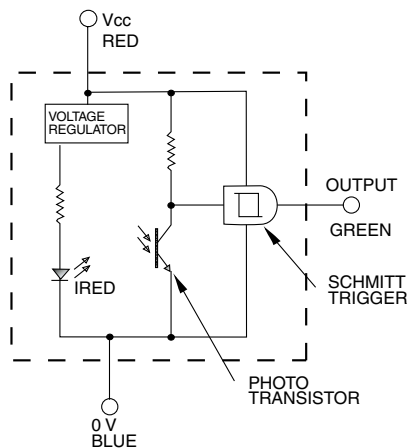 Vcc
RED
VOLTAGE
REGULATOR
OUTPUT
GREEN
IRED
SCHMITT
TRIGGER
PHOTO
TRANSISTOR
0 V
BLUE